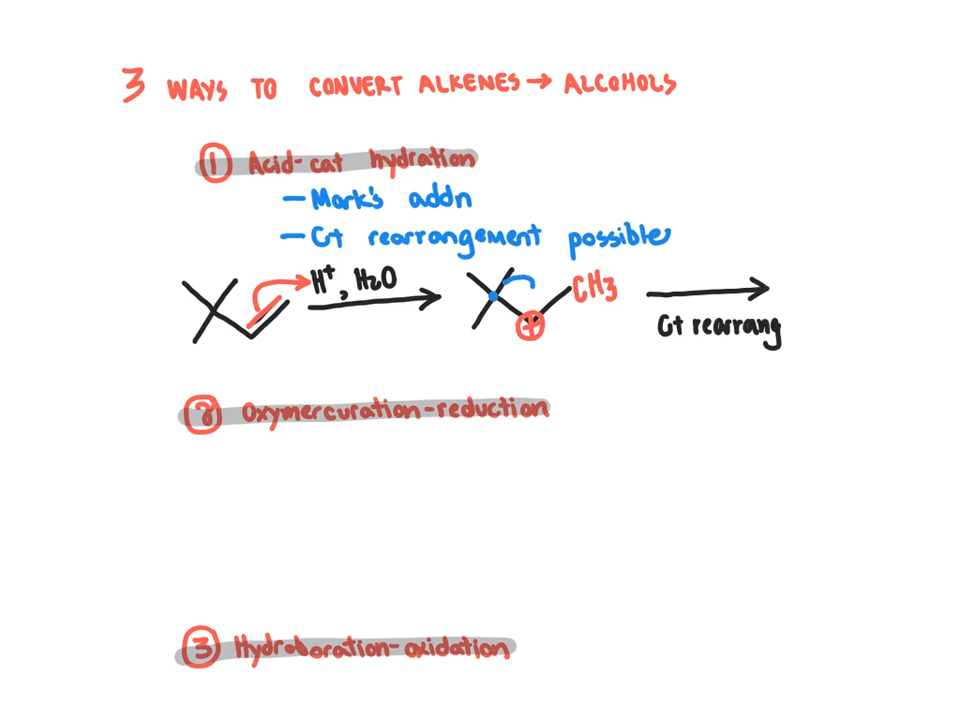 3 WAYS TO CONVERT ALKENES → ALCOHOLS
① Acid-cat hydration
– Mark's addn
– C+ rearrangement possible
H+, H2O
+
CH3
C+ rearrang
② Oxymercuration-reduction
③ Hydroboration-oxidation